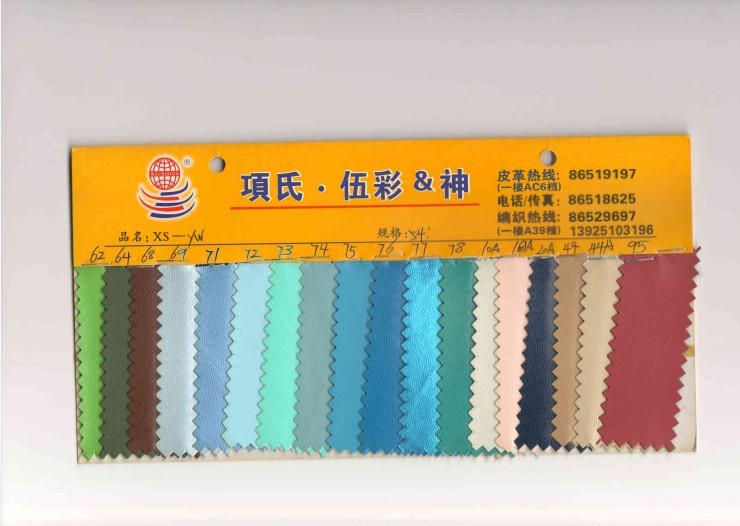 ®
項氏·伍彩&神
皮革热线: 86519197
(一楼AC6档)
电话/传真: 86518625
编织热线: 86529697
(一楼A39档) 13925103196
品名: XS-YW
规格: 54"
62 64 68 69 71 72 73 74 75 76 77 78 10A 16A 20A 44 44A 95